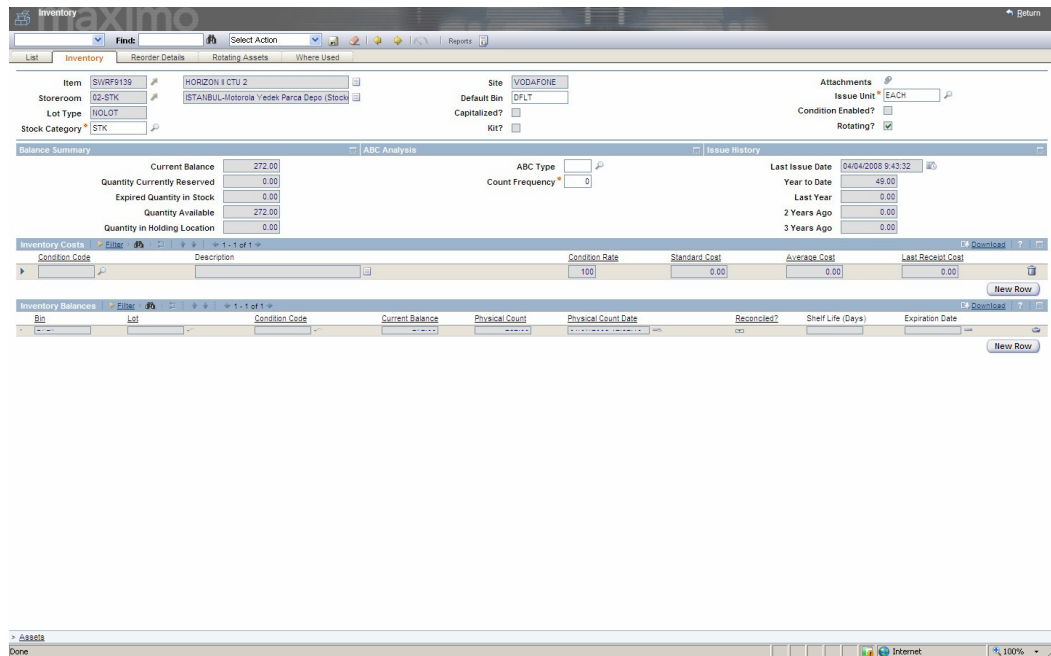 Inventory
maximo
Return
Find: Select Action Reports
List Inventory Reorder Details Rotating Assets Where Used
Item SWRF9139 HORIZON II CTU 2 Site VODAFONE Attachments
Storeroom 02-STK ISTANBUL-Motorola Yedek Parca Depo (Stocki Default Bin DFLT Issue Unit * EACH
Lot Type NOLOT Capitalized? Condition Enabled?
Stock Category * STK Kit? Rotating?
Balance Summary ABC Analysis Issue History
Current Balance 272.00 ABC Type Last Issue Date 04/04/2008 9:43:32
Quantity Currently Reserved 0.00 Count Frequency * 0 Year to Date 49.00
Expired Quantity in Stock 0.00 Last Year 0.00
Quantity Available 272.00 2 Years Ago 0.00
Quantity in Holding Location 0.00 3 Years Ago 0.00
Inventory Costs Filter 1 - 1 of 1 Download ?
Condition Code Description Condition Rate Standard Cost Average Cost Last Receipt Cost
100 0.00 0.00 0.00
New Row
Inventory Balances Filter 1 - 1 of 1 Download ?
Bin Lot Condition Code Current Balance Physical Count Physical Count Date Reconciled? Shelf Life (Days) Expiration Date
New Row
> Assets
Done Internet 100%